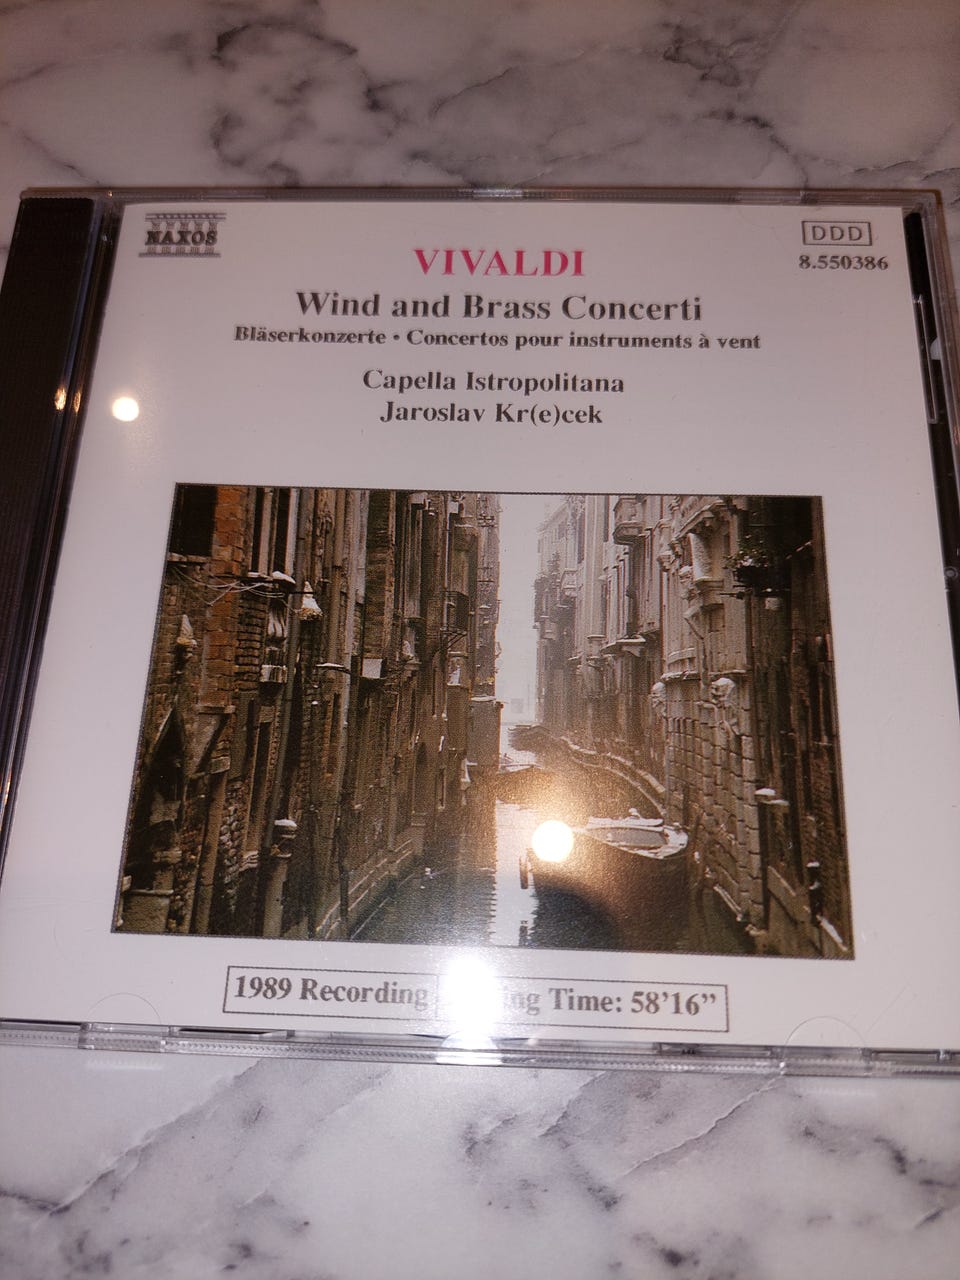 NAXOS
DDD
8.550386
VIVALDI
Wind and Brass Concerti
Bläserkonzerte • Concertos pour instruments à vent
Capella Istropolitana
Jaroslav Kr(e)cek
1989 Recording Time: 58’16”